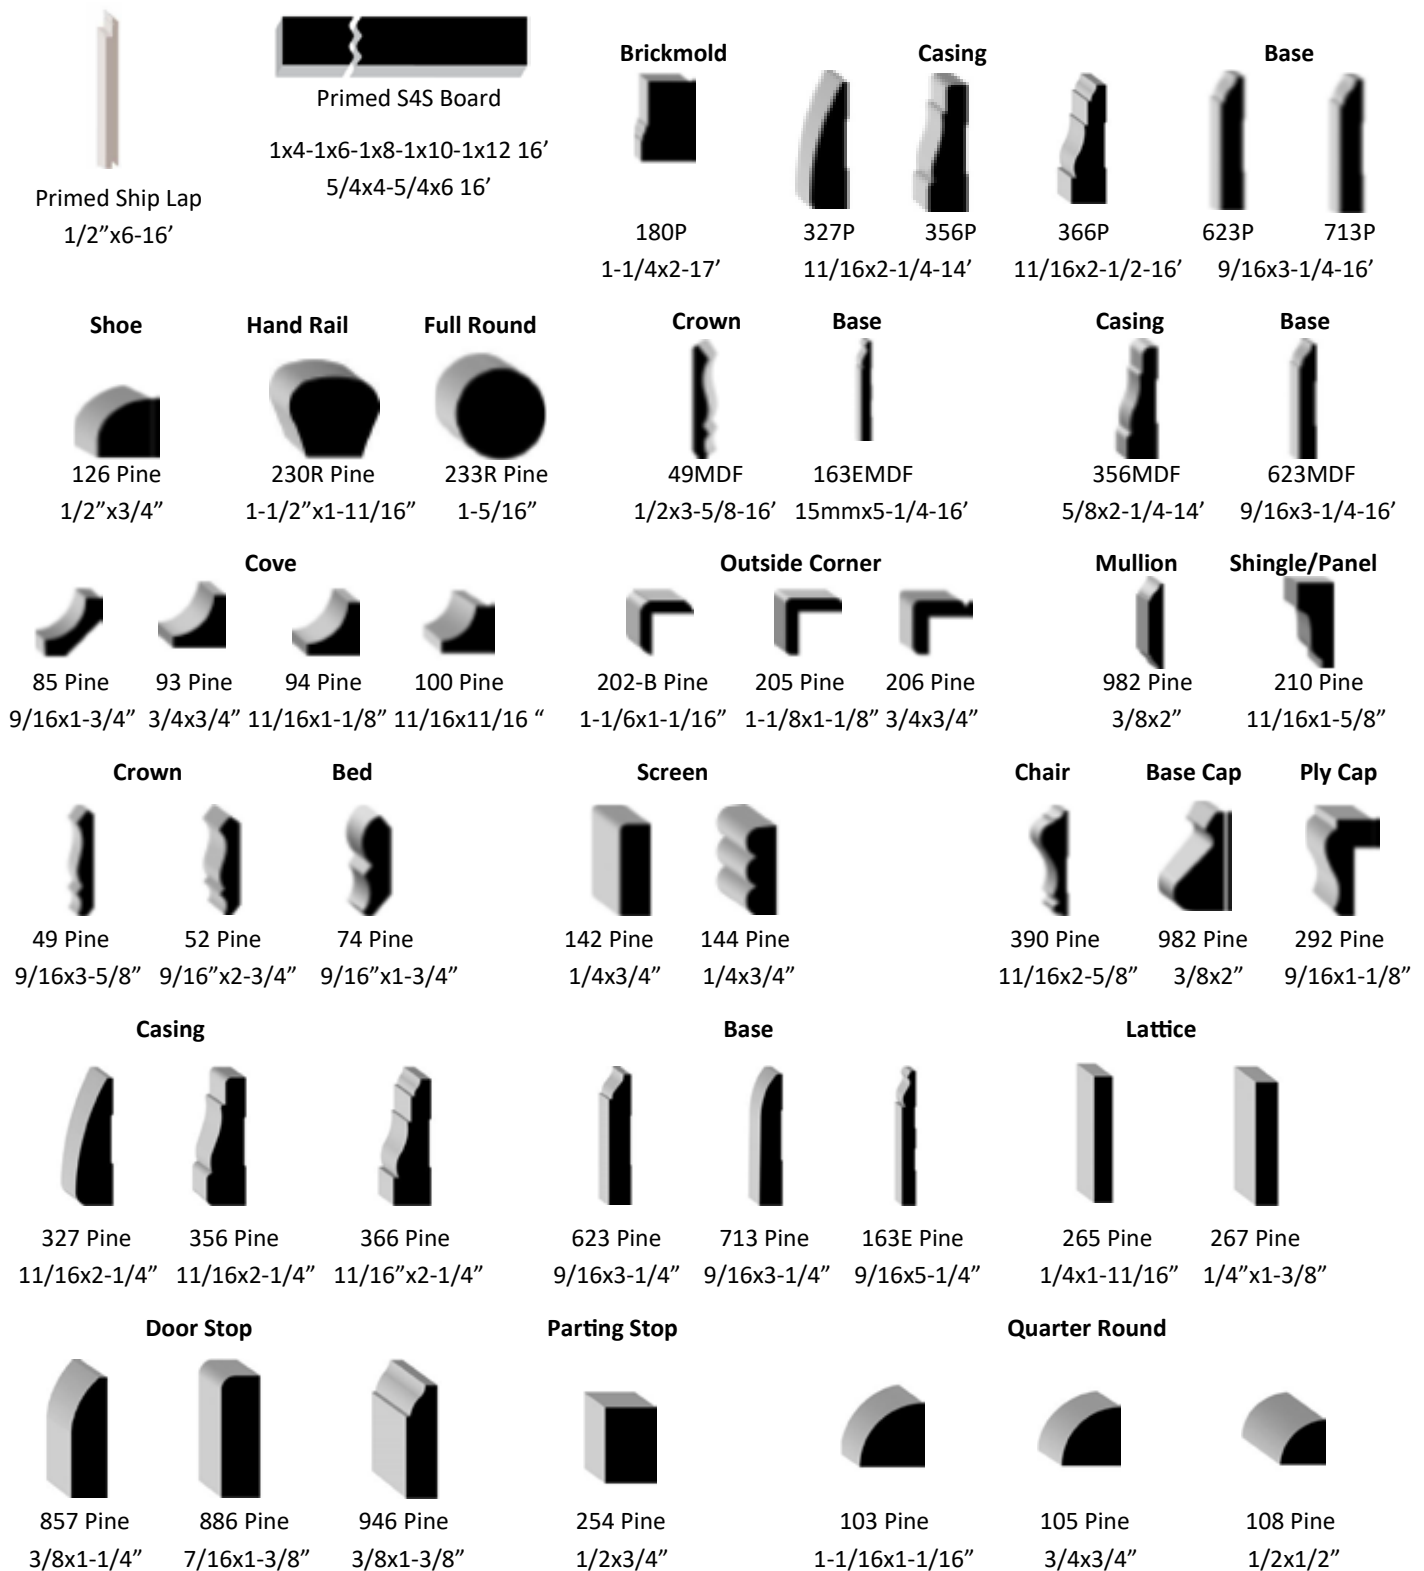 Primed Ship Lap
1/2”x6-16’
Primed S4S Board
1x4-1x6-1x8-1x10-1x12 16’
5/4x4-5/4x6 16’
Brickmold Casing Base
180P 327P 356P 366P 623P 713P
1-1/4x2-17’ 11/16x2-1/4-14’ 11/16x2-1/2-16’ 9/16x3-1/4-16’
Shoe Hand Rail Full Round Crown Base Casing Base
126 Pine 230R Pine 233R Pine 49MDF 163EMDF 356MDF 623MDF
1/2”x3/4” 1-1/2”x1-11/16” 1-5/16” 1/2x3-5/8-16’ 15mmx5-1/4-16’ 5/8x2-1/4-14’ 9/16x3-1/4-16’
Cove Outside Corner Mullion Shingle/Panel
85 Pine 93 Pine 94 Pine 100 Pine 202-B Pine 205 Pine 206 Pine 982 Pine 210 Pine
9/16x1-3/4” 3/4x3/4” 11/16x1-1/8” 11/16x11/16 “ 1-1/6x1-1/16” 1-1/8x1-1/8” 3/4x3/4” 3/8x2” 11/16x1-5/8”
Crown Bed Screen Chair Base Cap Ply Cap
49 Pine 52 Pine 74 Pine 142 Pine 144 Pine 390 Pine 982 Pine 292 Pine
9/16x3-5/8” 9/16”x2-3/4” 9/16”x1-3/4” 1/4x3/4” 1/4x3/4” 11/16x2-5/8” 3/8x2” 9/16x1-1/8”
Casing Base Lattice
327 Pine 356 Pine 366 Pine 623 Pine 713 Pine 163E Pine 265 Pine 267 Pine
11/16x2-1/4” 11/16x2-1/4” 11/16”x2-1/4” 9/16x3-1/4” 9/16x3-1/4” 9/16x5-1/4” 1/4x1-11/16” 1/4”x1-3/8”
Door Stop Parting Stop Quarter Round
857 Pine 886 Pine 946 Pine 254 Pine 103 Pine 105 Pine 108 Pine
3/8x1-1/4” 7/16x1-3/8” 3/8x1-3/8” 1/2x3/4” 1-1/16x1-1/16” 3/4x3/4” 1/2x1/2”